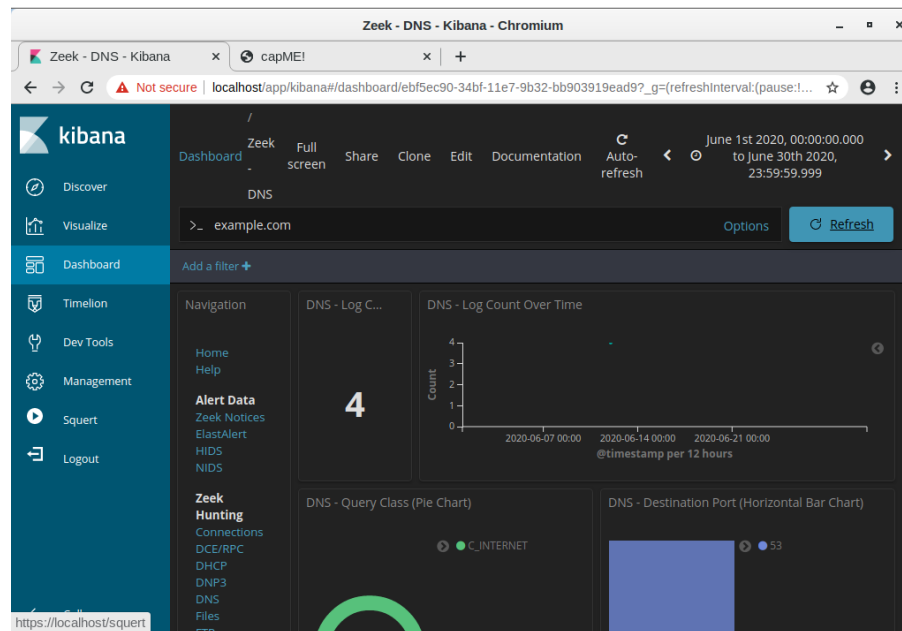 Zeek - DNS - Kibana - Chromium
Zeek - DNS - Kibana
capME!
Not secure
localhost/app/kibana#/dashboard/ebf5ec90-34bf-11e7-9b32-bb903919ead9?_g=(refreshInterval:(pause:!...
kibana
Discover
Visualize
Dashboard
Timelion
Dev Tools
Management
Squert
Logout
https://localhost/squert
Dashboard
/
Zeek
-
DNS
Full
screen
Share
Clone
Edit
Documentation
Auto-
refresh
June 1st 2020, 00:00:00.000
to June 30th 2020,
23:59:59.999
>_ example.com
Options
Refresh
Add a filter +
Navigation
Home
Help
Alert Data
Zeek Notices
ElastAlert
HIDS
NIDS
Zeek
Hunting
Connections
DCE/RPC
DHCP
DNP3
DNS
Files
DNS - Log C...
4
DNS - Log Count Over Time
Count
4
3
2
1
0
2020-06-07 00:00
2020-06-14 00:00
2020-06-21 00:00
@timestamp per 12 hours
DNS - Query Class (Pie Chart)
C_INTERNET
DNS - Destination Port (Horizontal Bar Chart)
53